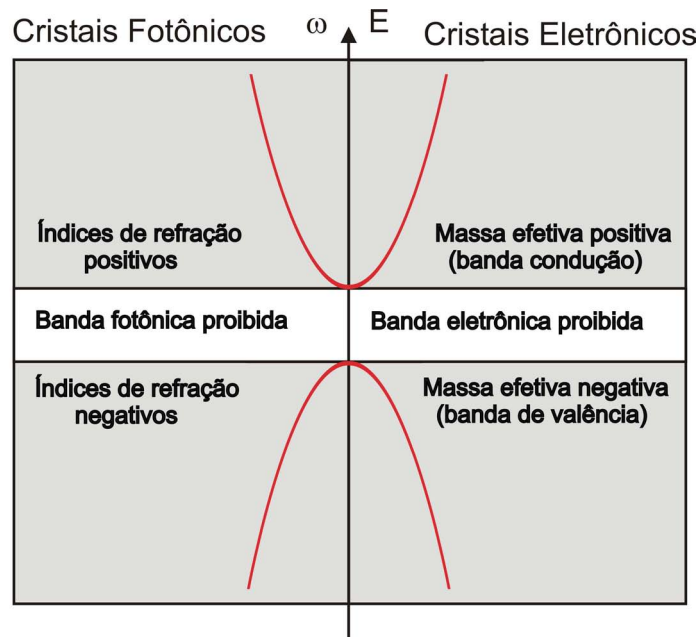 Cristais Fotônicos
ω
E
Cristais Eletrônicos
Índices de refração
positivos
Massa efetiva positiva
(banda condução)
Banda fotônica proibida
Banda eletrônica proibida
Índices de refração
negativos
Massa efetiva negativa
(banda de valência)